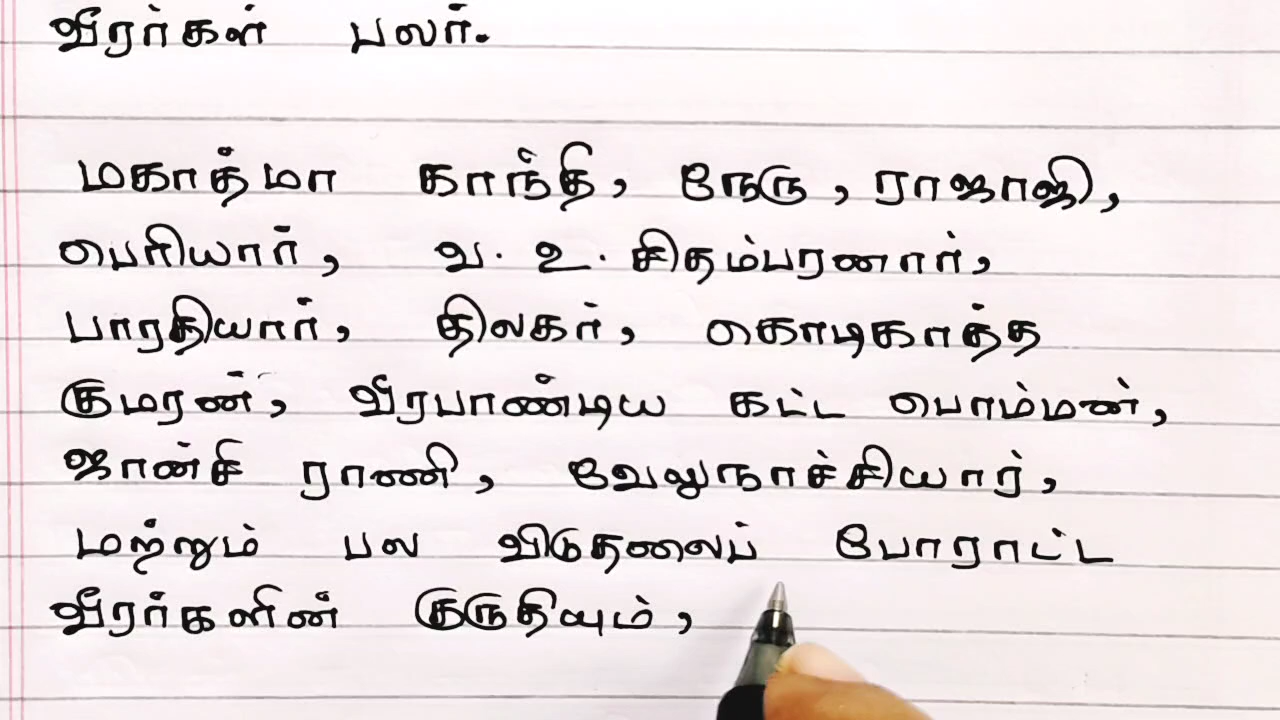 வீரர்கள் பலர்.
மகாத்மா காந்தி, நேரு, ராஜாஜி,
பெரியார், வ. உ. சிதம்பரனார்,
பாரதியார், திலகர், கொடிகாத்த
குமரன், வீரபாண்டிய கட்ட பொம்மன்,
ஜான்சி ராணி, வேலுநாச்சியார்,
மற்றும் பல விடுதலைப் போராட்ட
வீரர்களின் குருதியும்,